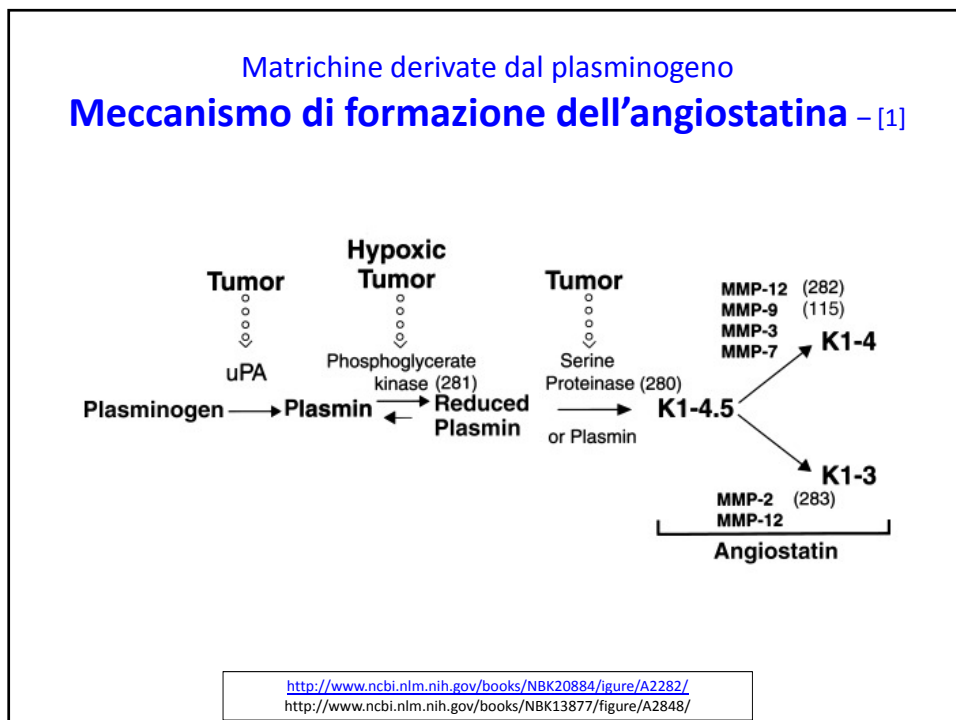 Matrichine derivate dal plasminogeno
Meccanismo di formazione dell’angiostatina – [1]
Tumor
Hypoxic
Tumor
Tumor
uPA
Phosphoglycerate
kinase (281)
Serine
Proteinase (280)
Plasminogen
Plasmin
Reduced
Plasmin
or Plasmin
K1-4.5
MMP-12 (282)
MMP-9 (115)
MMP-3
MMP-7
K1-4
K1-3
MMP-2 (283)
MMP-12
Angiostatin
http://www.ncbi.nlm.nih.gov/books/NBK20884/igure/A2282/
http://www.ncbi.nlm.nih.gov/books/NBK13877/figure/A2848/